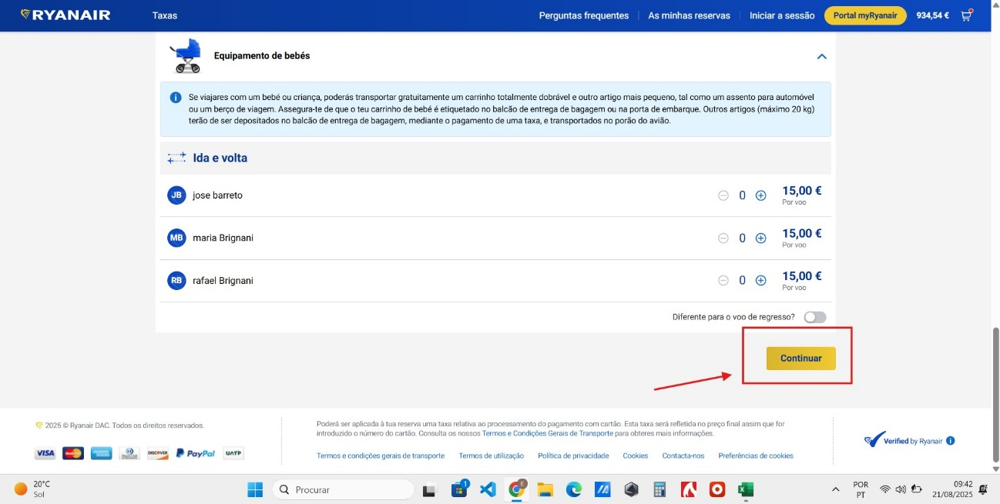 RYANAIR
Taxas
Perguntas frequentes
As minhas reservas
Iniciar a sessão
Portal myRyanair
934,54 €
Equipamento de bebés
Se viajares com um bebé ou criança, poderás transportar gratuitamente um carrinho totalmente dobrável e outro artigo mais pequeno, tal como um assento para automóvel
ou um berço de viagem. Assegura-te de que o teu carrinho de bebé é etiquetado no balcão de entrega de bagagem ou na porta de embarque. Outros artigos (máximo 20 kg)
terão de ser depositados no balcão de entrega de bagagem, mediante o pagamento de uma taxa, e transportados no porão do avião.
Ida e volta
JB jose barreto 0 15,00 €
Por voo
MB maria Brignani 0 15,00 €
Por voo
RB rafael Brignani 0 15,00 €
Por voo
Diferente para o voo de regresso?
Continuar
2025 © Ryanair DAC. Todos os direitos reservados.
VISA MasterCard DISCOVER PayPal UATP
Poderá ser aplicada à tua reserva uma taxa relativa ao processamento do pagamento com cartão. Esta taxa será refletida no preço final assim que for
introduzido o número do cartão. Consulta os nossos Termos e Condições Gerais de Transporte para obteres mais informações.
Termos e condições gerais de transporte
Termos de utilização
Política de privacidade
Cookies
Contacta-nos
Preferências de cookies
Verified by Ryanair
20°C
Sol
Procurar
1
E
POR
PT
09:42
21/08/2025